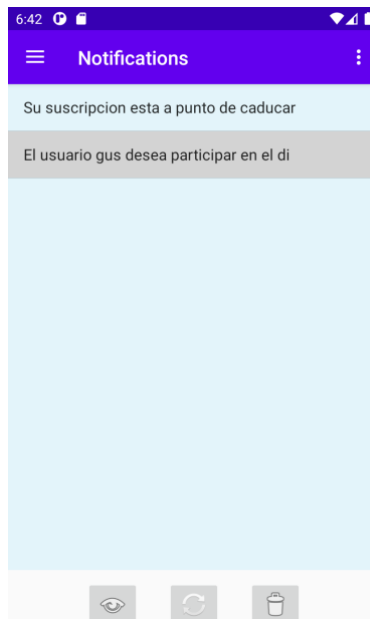 6:42
Notifications
Su suscripcion esta a punto de caducar
El usuario gus desea participar en el di